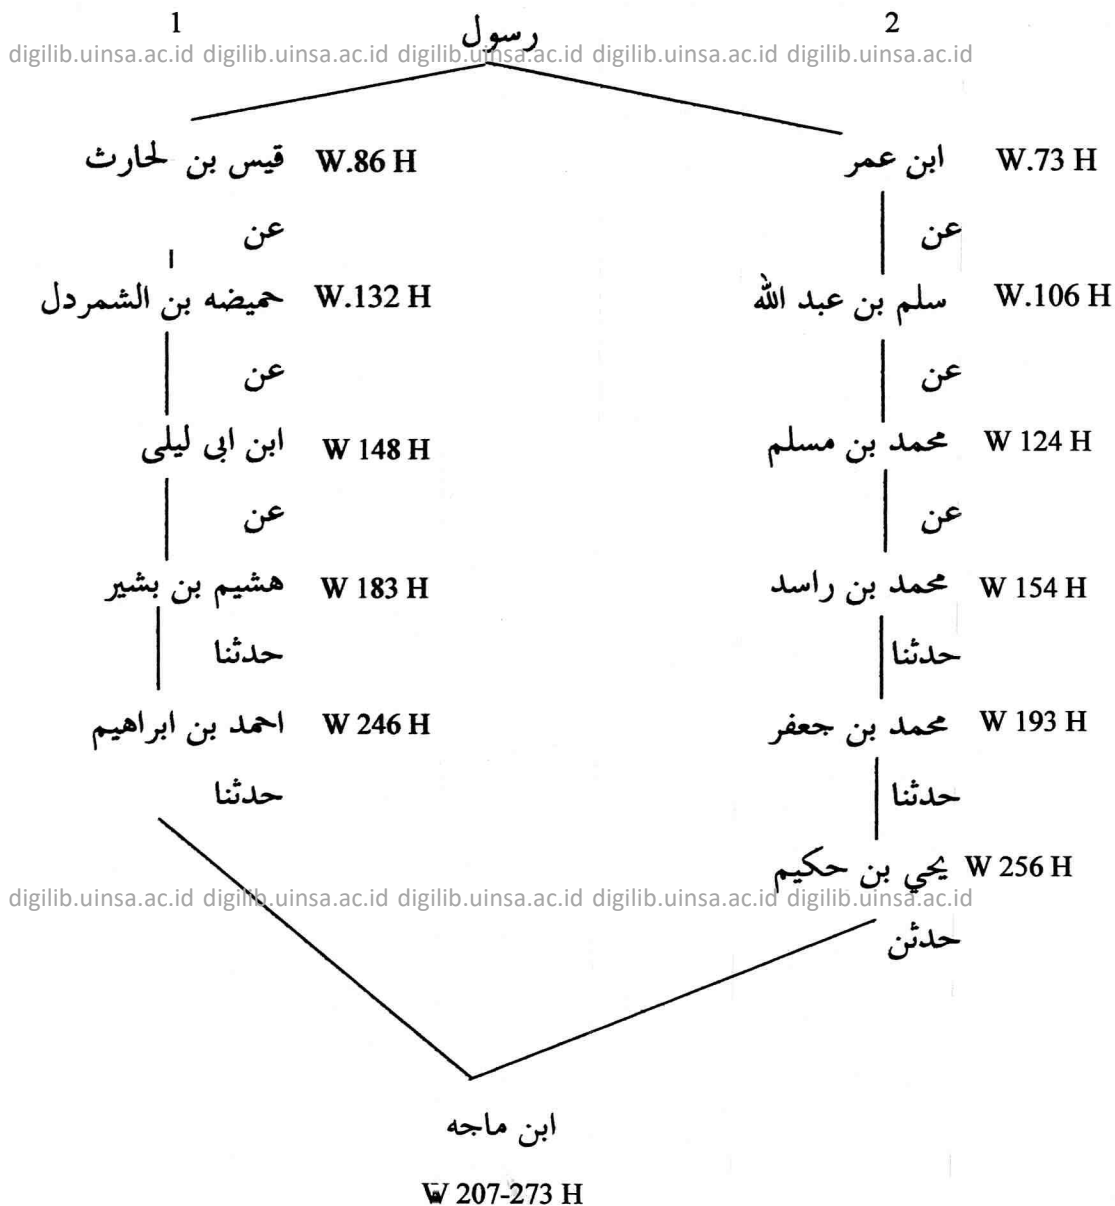 1 رسول 2
digilib.uinsa.ac.id digilib.uinsa.ac.id digilib.uinsa.ac.id digilib.uinsa.ac.id digilib.uinsa.ac.id
قيس بن لحارث W.86 H
ابن عمر W.73 H
عن
عن
حميضه بن الشمردل W.132 H
سلم بن عبد الله W.106 H
عن
عن
ابن ابى ليلى W 148 H
محمد بن مسلم W 124 H
عن
عن
هشيم بن بشير W 183 H
محمد بن راسد W 154 H
حدثنا
حدثنا
احمد بن ابراهيم W 246 H
محمد بن جعفر W 193 H
حدثنا
حدثنا
يحي بن حكيم W 256 H
digilib.uinsa.ac.id digilib.uinsa.ac.id digilib.uinsa.ac.id digilib.uinsa.ac.id digilib.uinsa.ac.id
حدثن
ابن ماجه
W 207-273 H